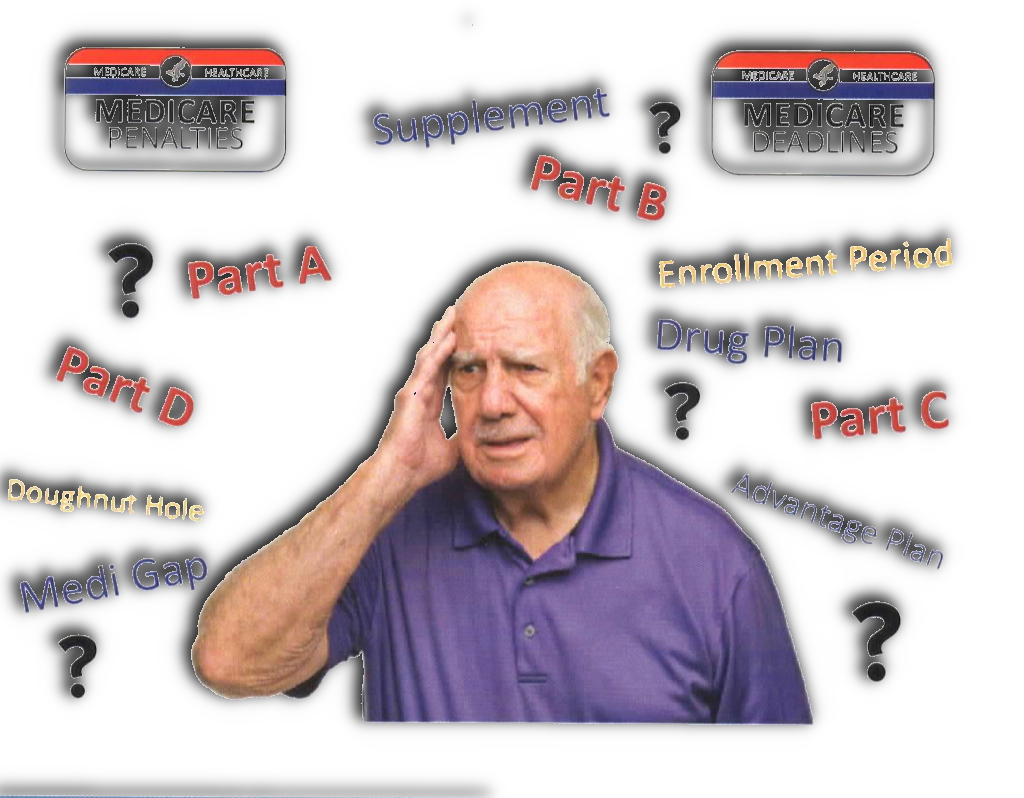 MEDICARE HEALTHCARE
MEDICARE
PENALTIES
Supplement
?
MEDICARE HEALTHCARE
MEDICARE
DEADLINES
Part B
?
Part A
Enrollment Period
Drug Plan
Part D
?
Part C
Doughnut Hole
Advantage Plan
Medi Gap
?
?